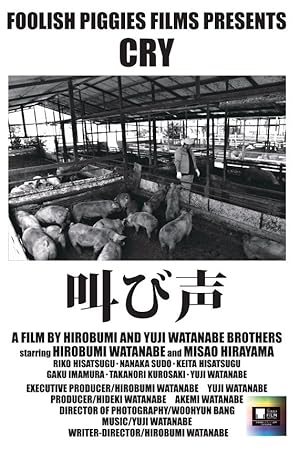 FOOLISH PIGGIES FILMS PRESENTS
CRY
叫び声
A FILM BY HIROBUMI AND YUJI WATANABE BROTHERS
starring HIROBUMI WATANABE and MISAO HIRAYAMA
RIKO HISATSUGU・NANAKA SUDO・KEITA HISATSUGU
GAKU IMAMURA・TAKANORI KUROSAKI・YUJI WATANABE
EXECUTIVE PRODUCER/HIROBUMI WATANABE YUJI WATANABE
PRODUCER/HIDEKI WATANABE AKEMI WATANABE
DIRECTOR OF PHOTOGRAPHY/WOOHYUN BANG
MUSIC/YUJI WATANABE
WRITER-DIRECTOR/HIROBUMI WATANABE